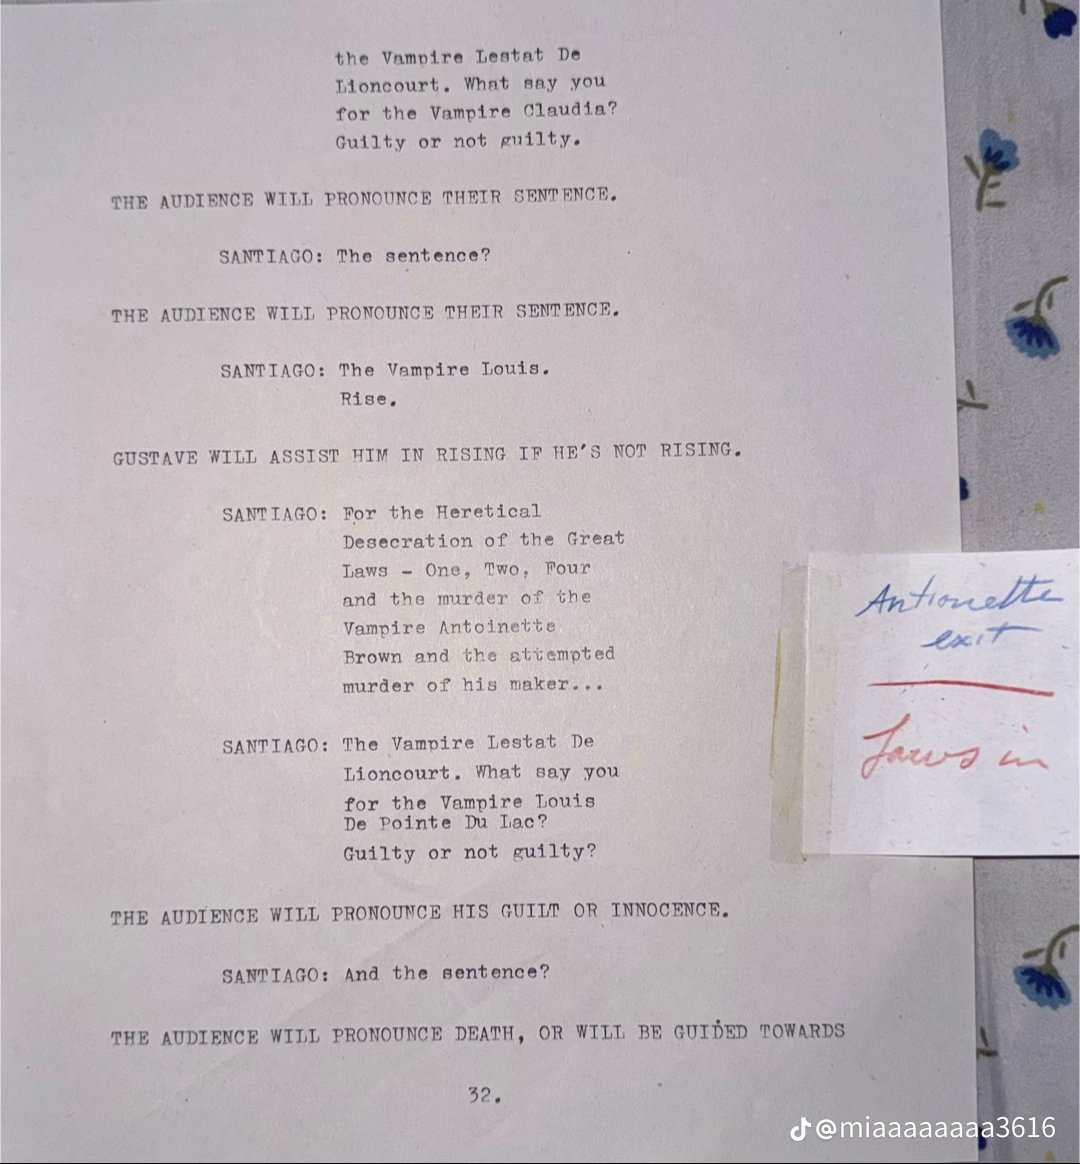 the Vampire Lestat De
Lioncourt. What say you
for the Vampire Claudia?
Guilty or not guilty.
THE AUDIENCE WILL PRONOUNCE THEIR SENTENCE.
SANTIAGO: The sentence?
THE AUDIENCE WILL PRONOUNCE THEIR SENTENCE.
SANTIAGO: The Vampire Louis.
Rise.
GUSTAVE WILL ASSIST HIM IN RISING IF HE'S NOT RISING.
SANTIAGO: For the Heretical
Desecration of the Great
Laws - One, Two, Four
and the murder of the
Vampire Antoinette
Brown and the attempted
murder of his maker...
SANTIAGO: The Vampire Lestat De
Lioncourt. What say you
for the Vampire Louis
De Pointe Du Lac?
Guilty or not guilty?
THE AUDIENCE WILL PRONOUNCE HIS GUILT OR INNOCENCE.
SANTIAGO: And the sentence?
THE AUDIENCE WILL PRONOUNCE DEATH, OR WILL BE GUIDED TOWARDS
32.
Antionette
exit
Laws in
@miaaaaaaaa3616